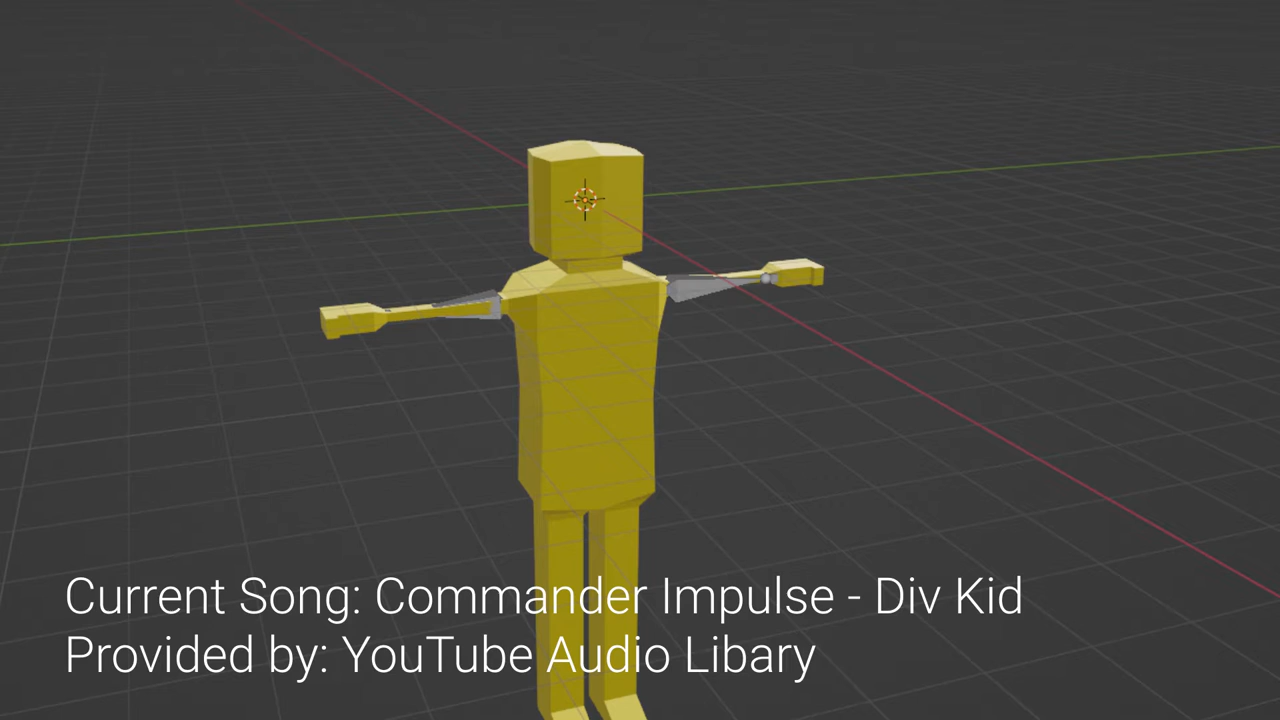 Current Song: Commander Impulse - Div Kid
Provided by: YouTube Audio Libary